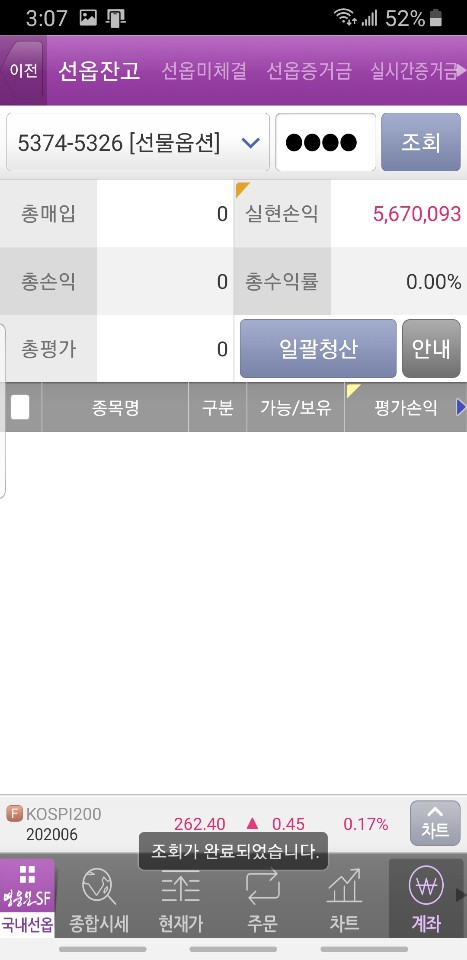 3:07 52%
이전 선옵잔고 선옵미체결 선옵증거금 실시간증거금
5374-5326 [선물옵션] ●●●● 조회
총매입 0 실현손익 5,670,093
총손익 0 총수익률 0.00%
총평가 0 일괄청산 안내
종목명 구분 가능/보유 평가손익
F KOSPI200
202006 262.40 ▲ 0.45 0.17% 차트
조회가 완료되었습니다.
영웅문SF
국내선옵 종합시세 현재가 주문 차트 계좌